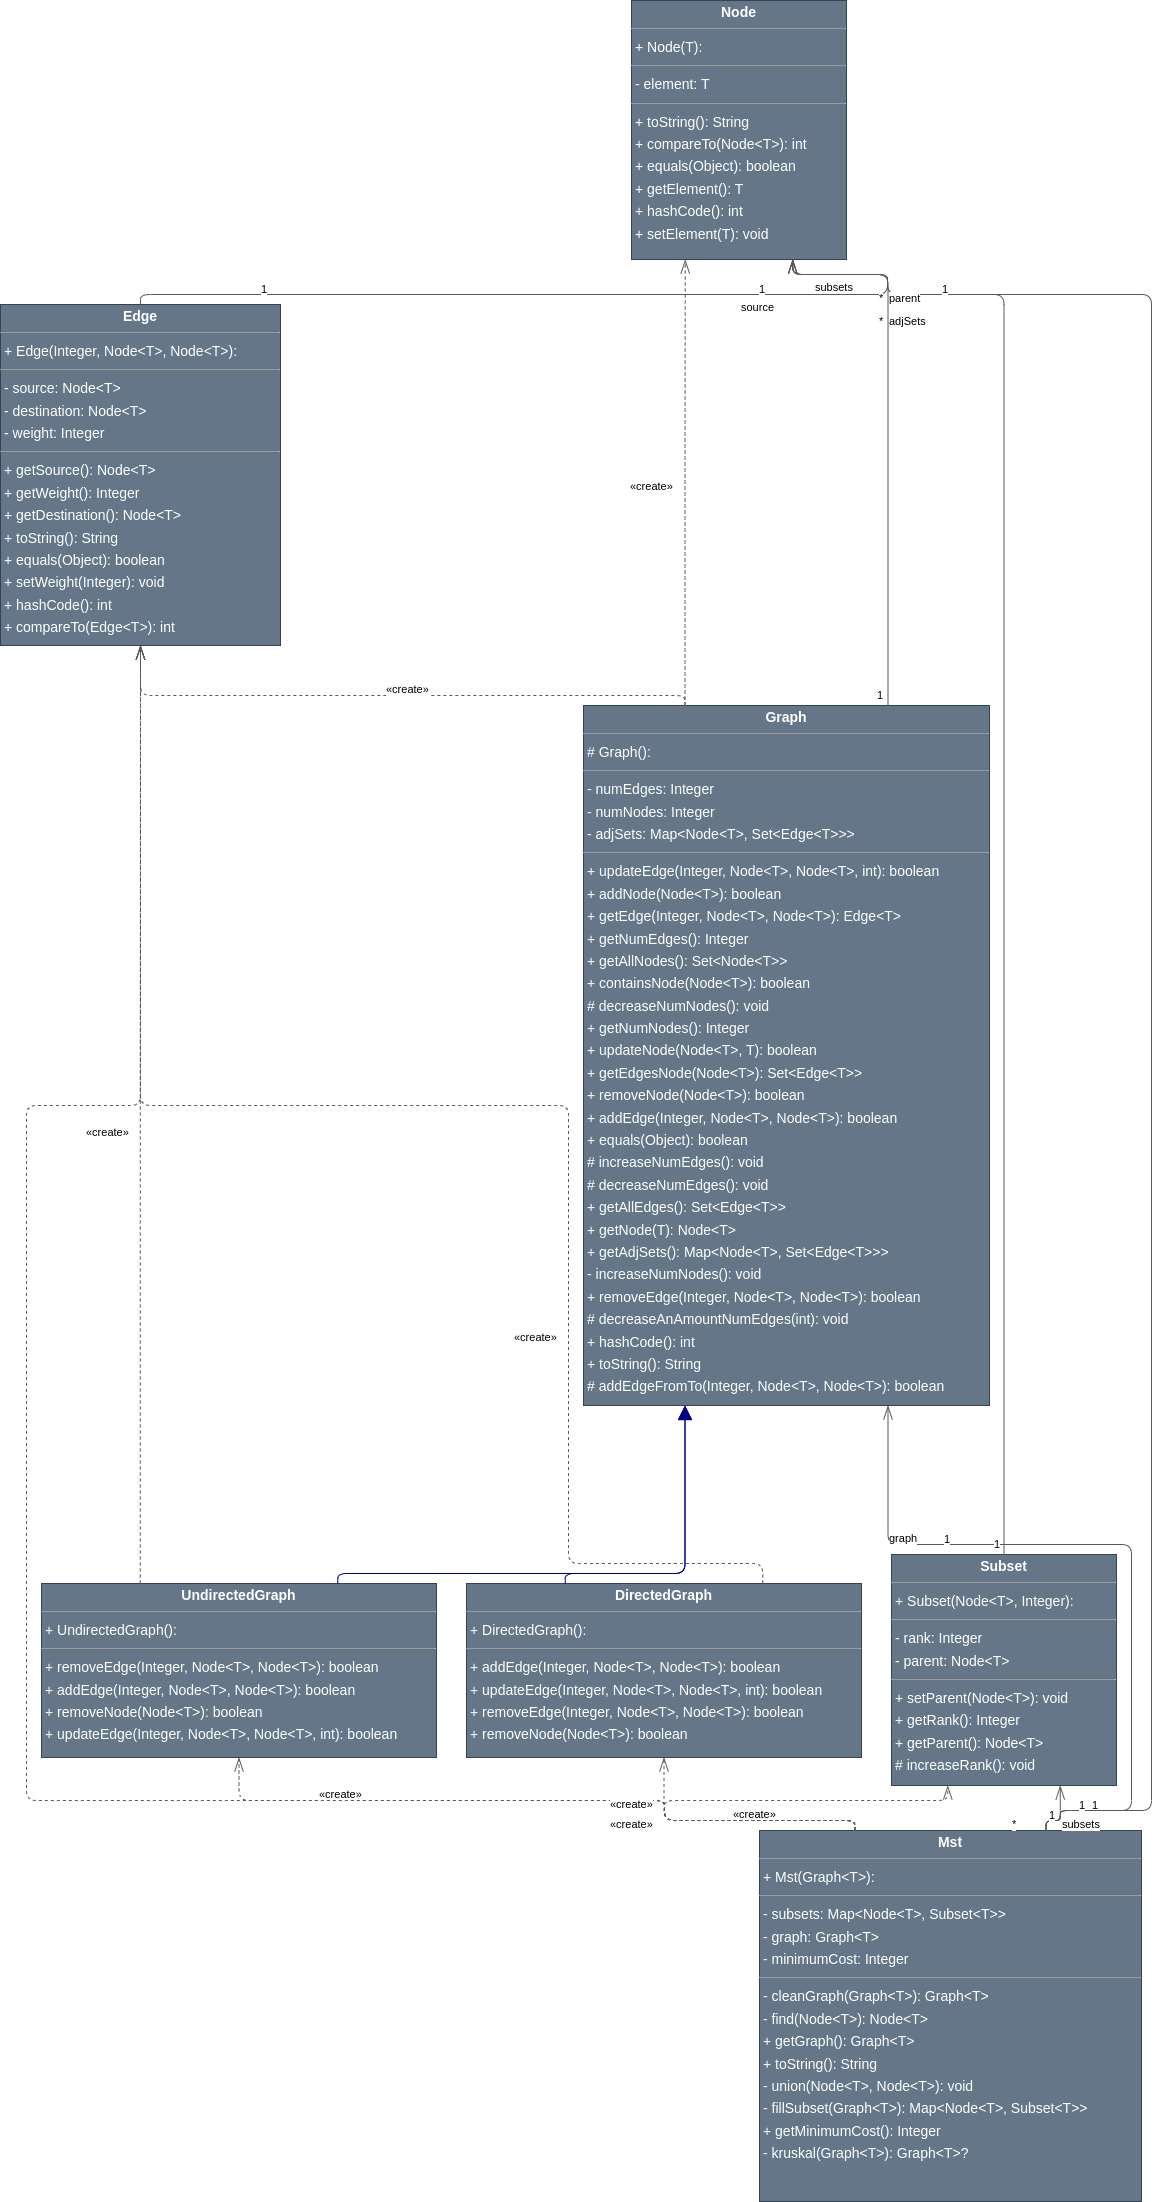 Node
+ Node(T):
- element: T
+ toString(): String
+ compareTo(Node<T>): int
+ equals(Object): boolean
+ getElement(): T
+ hashCode(): int
+ setElement(T): void
1
1
source
subsets
* parent
1
* adjSets
Edge
+ Edge(Integer, Node<T>, Node<T>):
- source: Node<T>
- destination: Node<T>
- weight: Integer
+ getSource(): Node<T>
+ getWeight(): Integer
+ getDestination(): Node<T>
+ toString(): String
+ equals(Object): boolean
+ setWeight(Integer): void
+ hashCode(): int
+ compareTo(Edge<T>): int
«create»
«create»
1
Graph
# Graph():
- numEdges: Integer
- numNodes: Integer
- adjSets: Map<Node<T>, Set<Edge<T>>>
+ updateEdge(Integer, Node<T>, Node<T>, int): boolean
+ addNode(Node<T>): boolean
+ getEdge(Integer, Node<T>, Node<T>): Edge<T>
+ getNumEdges(): Integer
+ getAllNodes(): Set<Node<T>>
+ containsNode(Node<T>): boolean
# decreaseNumNodes(): void
+ getNumNodes(): Integer
+ updateNode(Node<T>, T): boolean
+ getEdgesNode(Node<T>): Set<Edge<T>>
+ removeNode(Node<T>): boolean
+ addEdge(Integer, Node<T>, Node<T>): boolean
+ equals(Object): boolean
# increaseNumEdges(): void
# decreaseNumEdges(): void
+ getAllEdges(): Set<Edge<T>>
+ getNode(T): Node<T>
+ getAdjSets(): Map<Node<T>, Set<Edge<T>>>
- increaseNumNodes(): void
+ removeEdge(Integer, Node<T>, Node<T>): boolean
# decreaseAnAmountNumEdges(int): void
+ hashCode(): int
+ toString(): String
# addEdgeFromTo(Integer, Node<T>, Node<T>): boolean
«create»
«create»
graph
1
1
UndirectedGraph
+ UndirectedGraph():
+ removeEdge(Integer, Node<T>, Node<T>): boolean
+ addEdge(Integer, Node<T>, Node<T>): boolean
+ removeNode(Node<T>): boolean
+ updateEdge(Integer, Node<T>, Node<T>, int): boolean
DirectedGraph
+ DirectedGraph():
+ addEdge(Integer, Node<T>, Node<T>): boolean
+ updateEdge(Integer, Node<T>, Node<T>, int): boolean
+ removeEdge(Integer, Node<T>, Node<T>): boolean
+ removeNode(Node<T>): boolean
Subset
+ Subset(Node<T>, Integer):
- rank: Integer
- parent: Node<T>
+ setParent(Node<T>): void
+ getRank(): Integer
+ getParent(): Node<T>
# increaseRank(): void
«create»
«create»
«create»
«create»
*
1
1
1
subsets
Mst
+ Mst(Graph<T>):
- subsets: Map<Node<T>, Subset<T>>
- graph: Graph<T>
- minimumCost: Integer
- cleanGraph(Graph<T>): Graph<T>
- find(Node<T>): Node<T>
+ getGraph(): Graph<T>
+ toString(): String
- union(Node<T>, Node<T>): void
- fillSubset(Graph<T>): Map<Node<T>, Subset<T>>
+ getMinimumCost(): Integer
- kruskal(Graph<T>): Graph<T>?